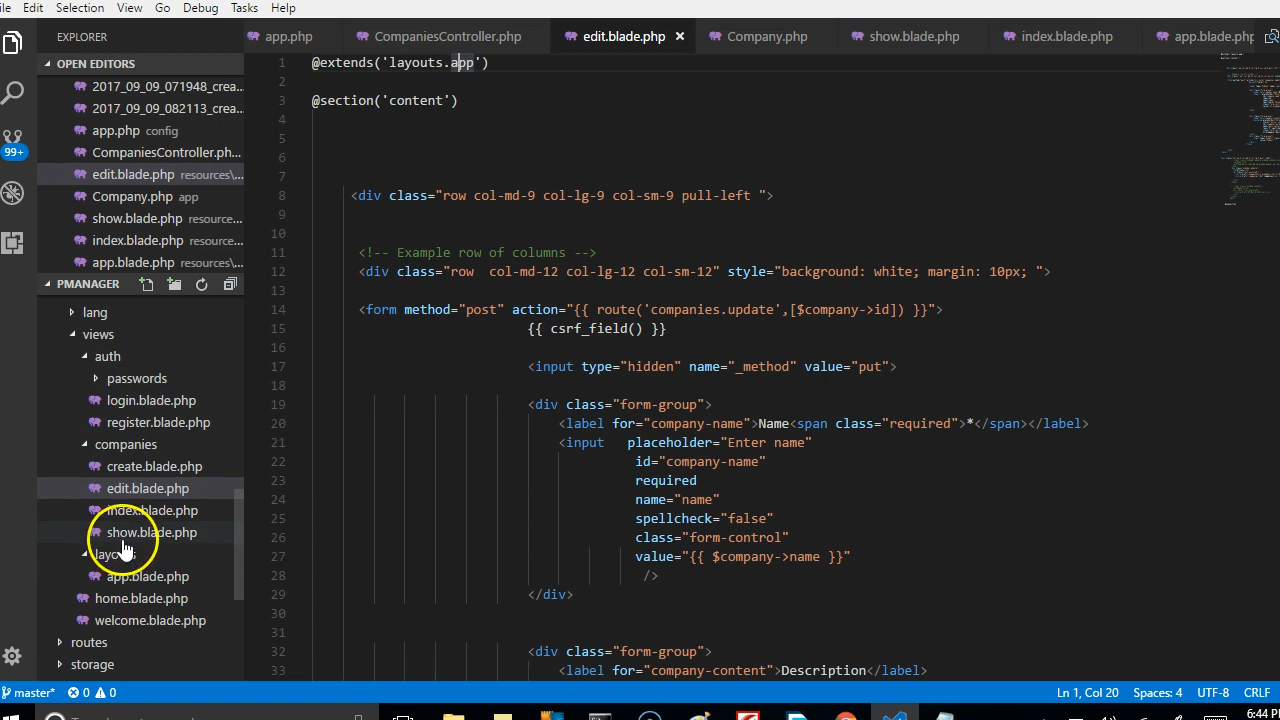 ile Edit Selection View Go Debug Tasks Help
EXPLORER
app.php CompaniesController.php edit.blade.php × Company.php show.blade.php index.blade.php app.blade.php
OPEN EDITORS
2017_09_09_071948_crea...
2017_09_09_082113_crea...
app.php config
CompaniesController.ph...
edit.blade.php resources\...
Company.php app
show.blade.php resource...
index.blade.php resource...
app.blade.php resources\...
99+
PMANAGER
lang
views
auth
passwords
login.blade.php
register.blade.php
companies
create.blade.php
edit.blade.php
index.blade.php
show.blade.php
layouts
app.blade.php
home.blade.php
welcome.blade.php
routes
storage
1 @extends('layouts.app')
2
3 @section('content')
4
5
6
7
8 <div class="row col-md-9 col-lg-9 col-sm-9 pull-left ">
9
10
11 <!-- Example row of columns -->
12 <div class="row  col-md-12 col-lg-12 col-sm-12" style="background: white; margin: 10px; ">
13
14 <form method="post" action="{{ route('companies.update',[$company->id]) }}">
15 {{ csrf_field() }}
16
17 <input type="hidden" name="_method" value="put">
18
19 <div class="form-group">
20 <label for="company-name">Name<span class="required">*</span></label>
21 <input   placeholder="Enter name"
22 id="company-name"
23 required
24 name="name"
25 spellcheck="false"
26 class="form-control"
27 value="{{ $company->name }}"
28 />
29 </div>
30
31
32 <div class="form-group">
33 <label for="company-content">Description</label>
master* 0 0 Ln 1, Col 20 Spaces: 4 UTF-8 CRLF
6:44 P